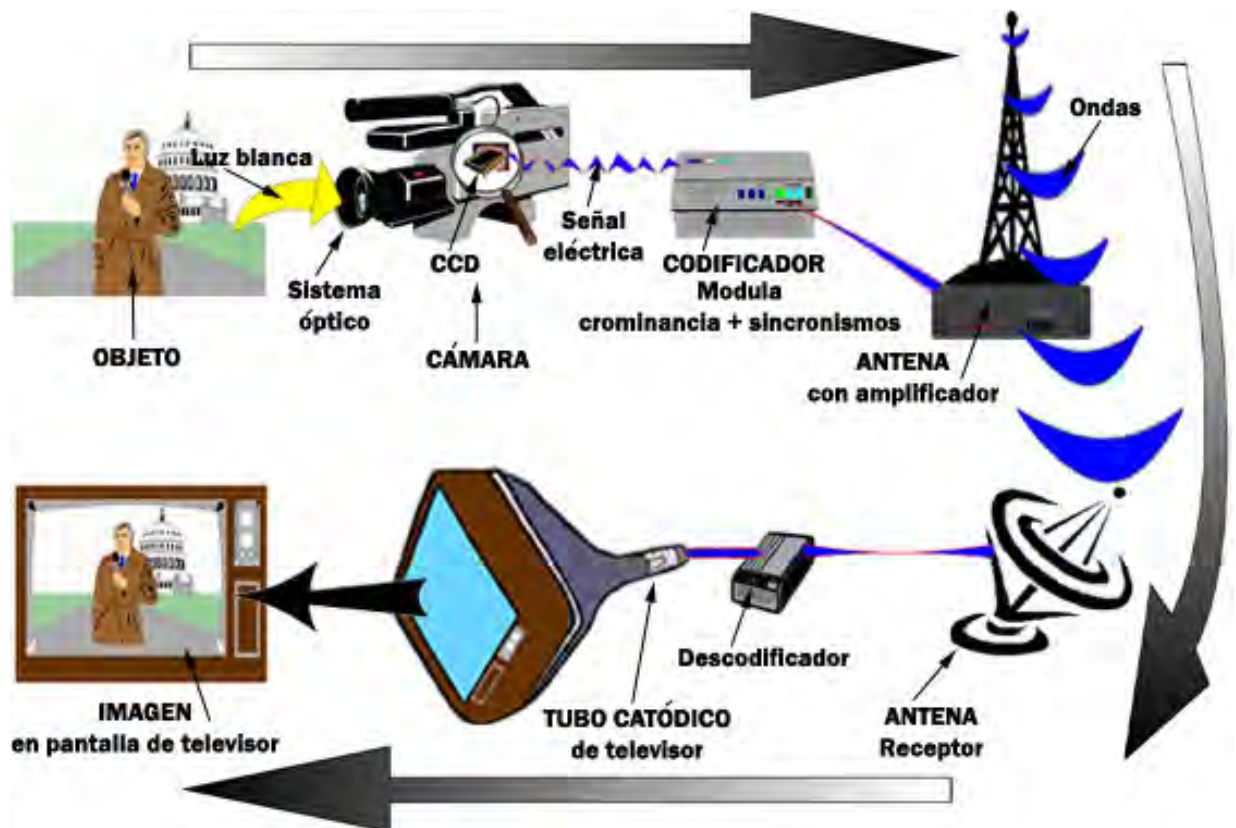 Ondas
Luz blanca
Señal
eléctrica
CCD
CODIFICADOR
Modula
crominancia + sincronismos
Sistema
óptico
OBJETO
CÁMARA
ANTENA
con amplificador
Descodificador
IMAGEN
en pantalla de televisor
TUBO CATÓDICO
de televisor
ANTENA
Receptor